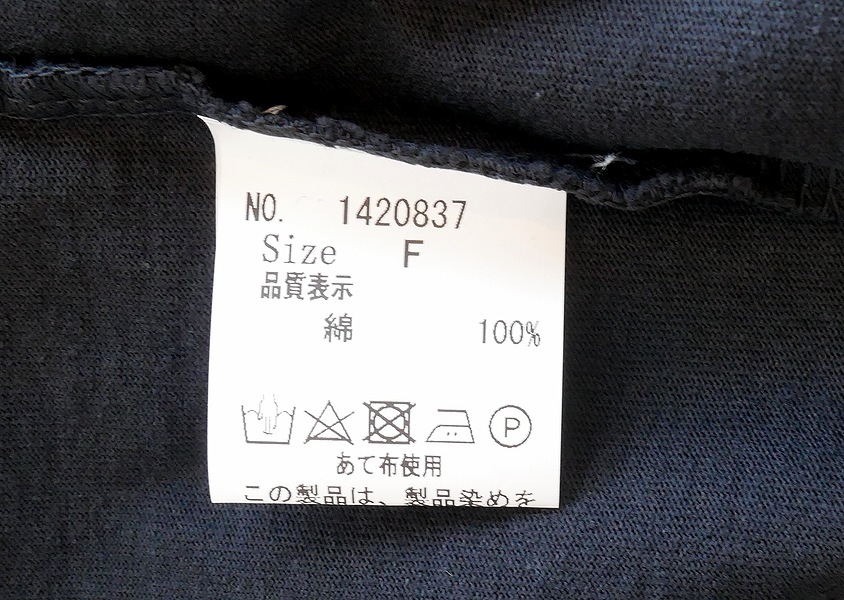 NO. 1420837
Size F
品質表示
綿 100%
P
あて布使用
この製品は、製品染めを